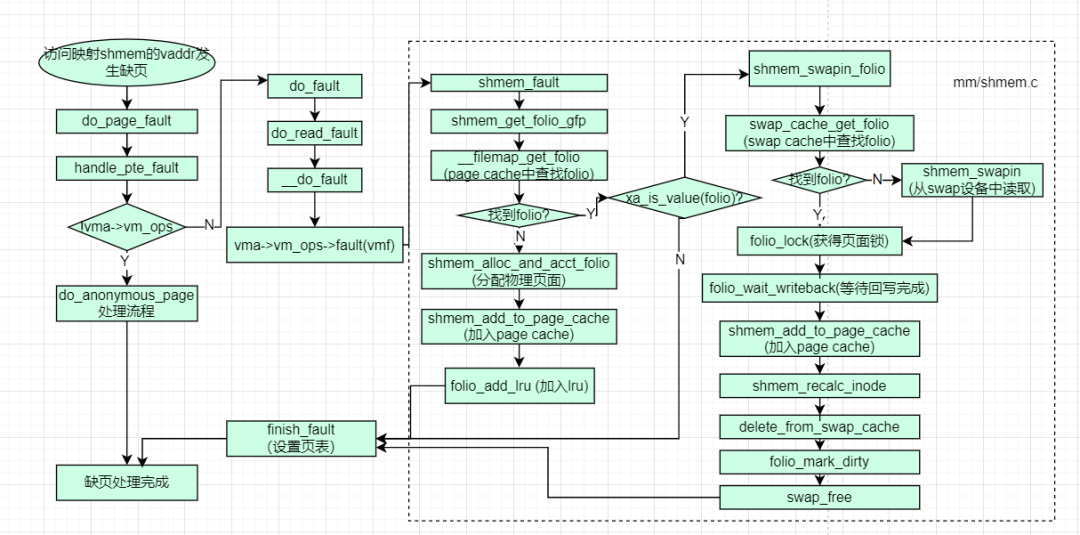 访问映射shmem的vaddr发
生缺页
do_page_fault
handle_pte_fault
!vma->vm_ops
N
Y
do_anonymous_page
处理流程
缺页处理完成
do_fault
do_read_fault
__do_fault
vma->vm_ops->fault(vmf)
finish_fault
(设置页表)
mm/shmem.c
shmem_fault
shmem_get_folio_gfp
__filemap_get_folio
(page cache中查找folio)
找到folio?
Y
N
shmem_alloc_and_acct_folio
(分配物理页面)
shmem_add_to_page_cache
(加入page cache)
folio_add_lru (加入lru)
xa_is_value(folio)?
Y
N
shmem_swapin_folio
swap_cache_get_folio
(swap cache中查找folio)
找到folio?
N
shmem_swapin
(从swap设备中读取)
Y,
folio_lock(获得页面锁)
folio_wait_writeback(等待回写完成)
shmem_add_to_page_cache
(加入page cache)
shmem_recalc_inode
delete_from_swap_cache
folio_mark_dirty
swap_free